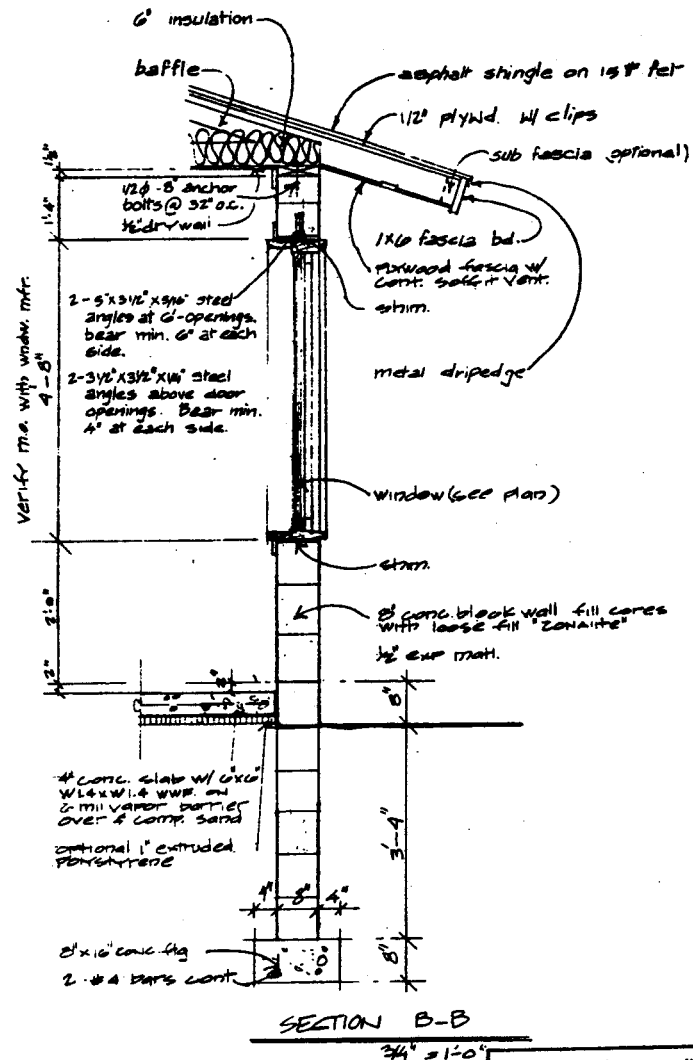 6" insulation
baffle
asphalt shingle on 15# felt
1/2" plywd. w/ clips
sub fascia (optional)
1/2φ - 8" anchor
bolts @ 32" o.c.
1/2" drywall
1'-4"
1x6 fascia bd.
plywood fascia w/
cont. soffit vent.
shim.
2 - 5"x3 1/2"x5/16" steel
angles at 6'-openings.
bear min. 6" at each
side.
metal dripedge
2-3 1/2"x3 1/2"x1/4" steel
angles above door
openings. Bear min.
4" at each side.
verify m.o. with windw. mfr.
4-8"
window (see plan)
shim.
2'-0"
8" conc. block wall fill cores
with loose fill "zonalite"
1/2" exp matl.
2"
4"
8"
4" conc. slab w/ 6"x6"
W1.4xW1.4 WWF. on
6 mil vapor barrier
over 4" comp. sand
optional 1" extruded
polystyrene
3'-4"
4"
8"
4"
8"x16" conc. ftg
2 - #4 bars cont
8"
SECTION B-B
3/4" = 1'-0"